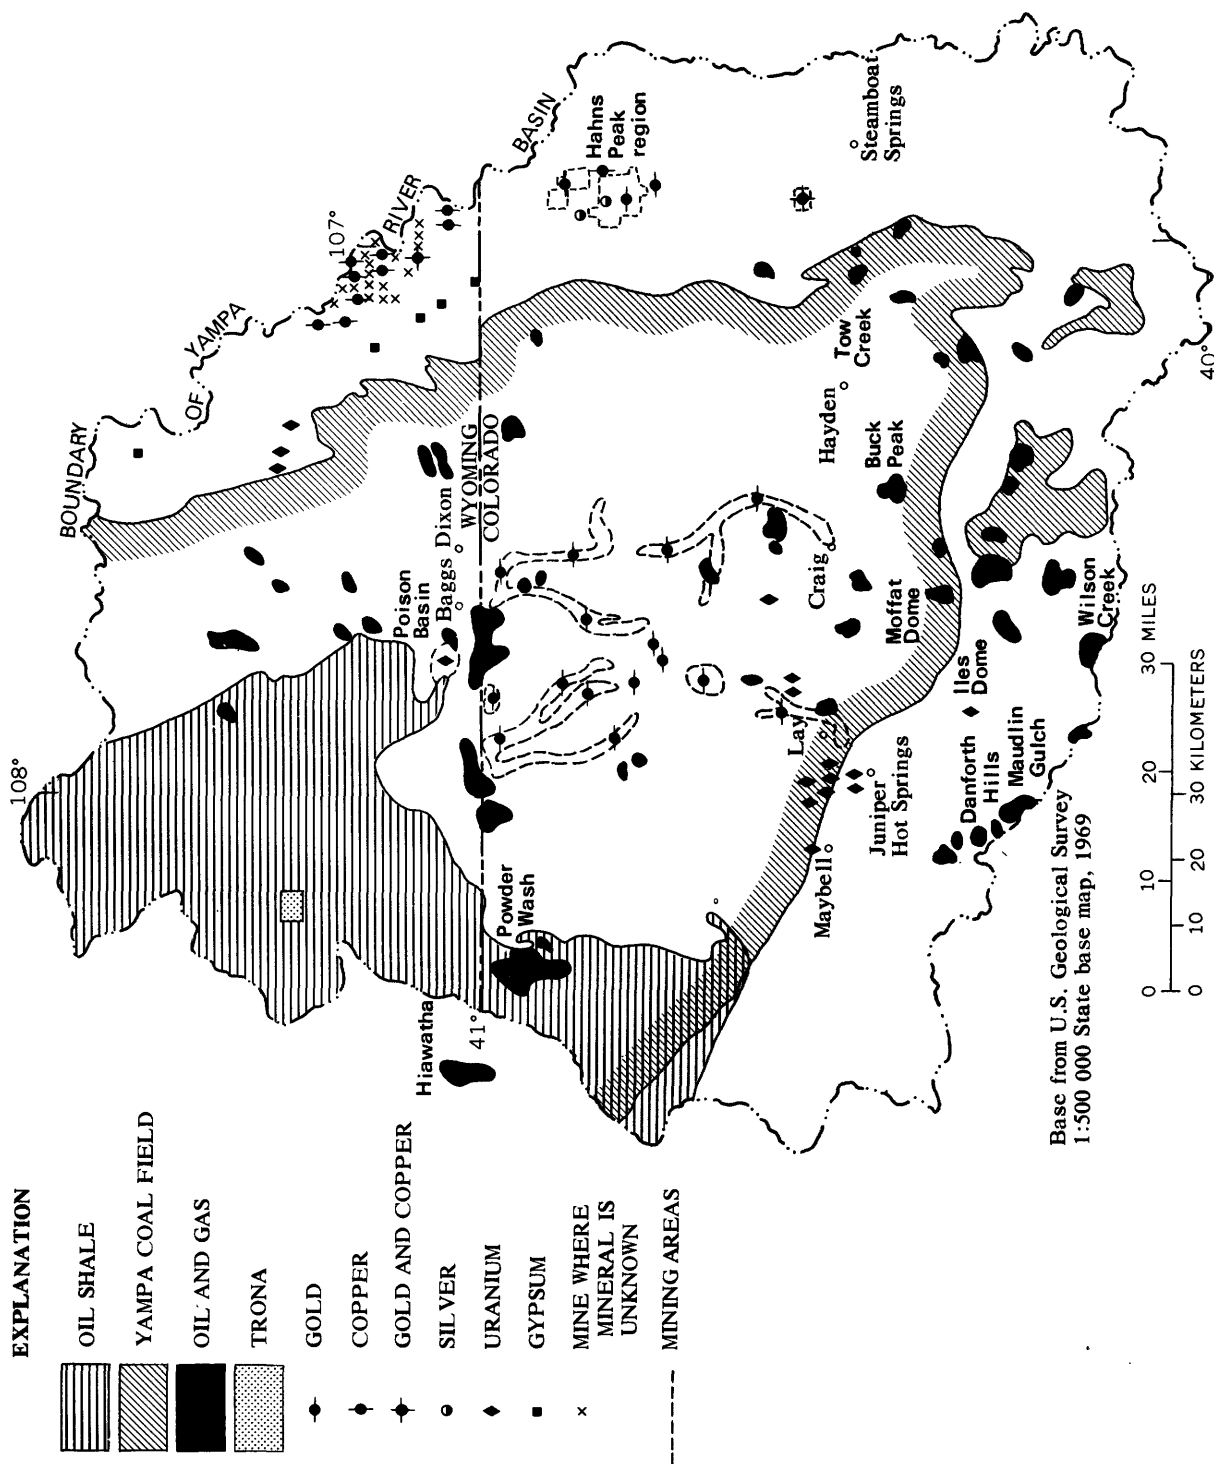 EXPLANATION
OIL SHALE
YAMPA COAL FIELD
OIL AND GAS
TRONA
GOLD
COPPER
GOLD AND COPPER
SILVER
URANIUM
GYPSUM
MINE WHERE
MINERAL IS
UNKNOWN
MINING AREAS
108°
BOUNDARY
OF
YAMPA
RIVER
BASIN
107°
Poison
Basin
Baggs
Dixon
WYOMING
COLORADO
Hiawatha
41°
Powder
Wash
Hahns
Peak
region
Steamboat
Springs
Tow
Creek
Hayden
Buck
Peak
Craig
Moffat
Dome
Lay
Maybell
Juniper
Hot Springs
Iles
Dome
Danforth
Hills
Maudlin
Gulch
Wilson
Creek
40°
Base from U.S. Geological Survey
1:500 000 State base map, 1969
0 10 20 30 MILES
0 10 20 30 KILOMETERS